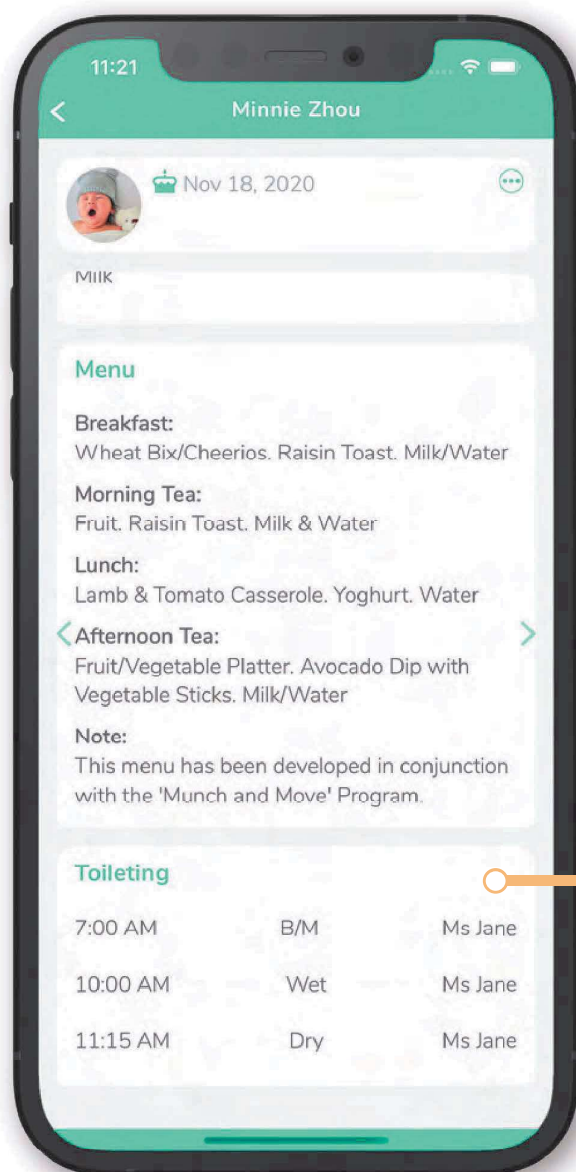 11:21
Minnie Zhou
Nov 18, 2020
Milk
Menu
Breakfast:
Wheat Bix/Cheerios. Raisin Toast. Milk/Water
Morning Tea:
Fruit. Raisin Toast. Milk & Water
Lunch:
Lamb & Tomato Casserole. Yoghurt. Water
Afternoon Tea:
Fruit/Vegetable Platter. Avocado Dip with
Vegetable Sticks. Milk/Water
Note:
This menu has been developed in conjunction
with the 'Munch and Move' Program.
Toileting
7:00 AM B/M Ms Jane
10:00 AM Wet Ms Jane
11:15 AM Dry Ms Jane